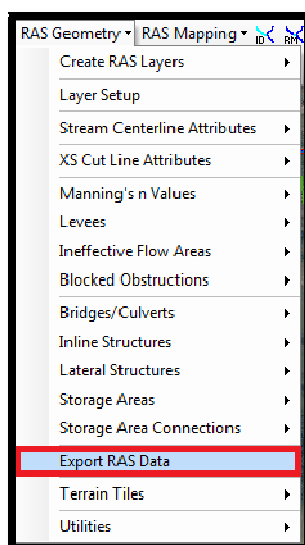 RAS Geometry RAS Mapping ID RM
Create RAS Layers
Layer Setup
Stream Centerline Attributes
XS Cut Line Attributes
Manning's n Values
Levees
Ineffective Flow Areas
Blocked Obstructions
Bridges/Culverts
Inline Structures
Lateral Structures
Storage Areas
Storage Area Connections
Export RAS Data
Terrain Tiles
Utilities